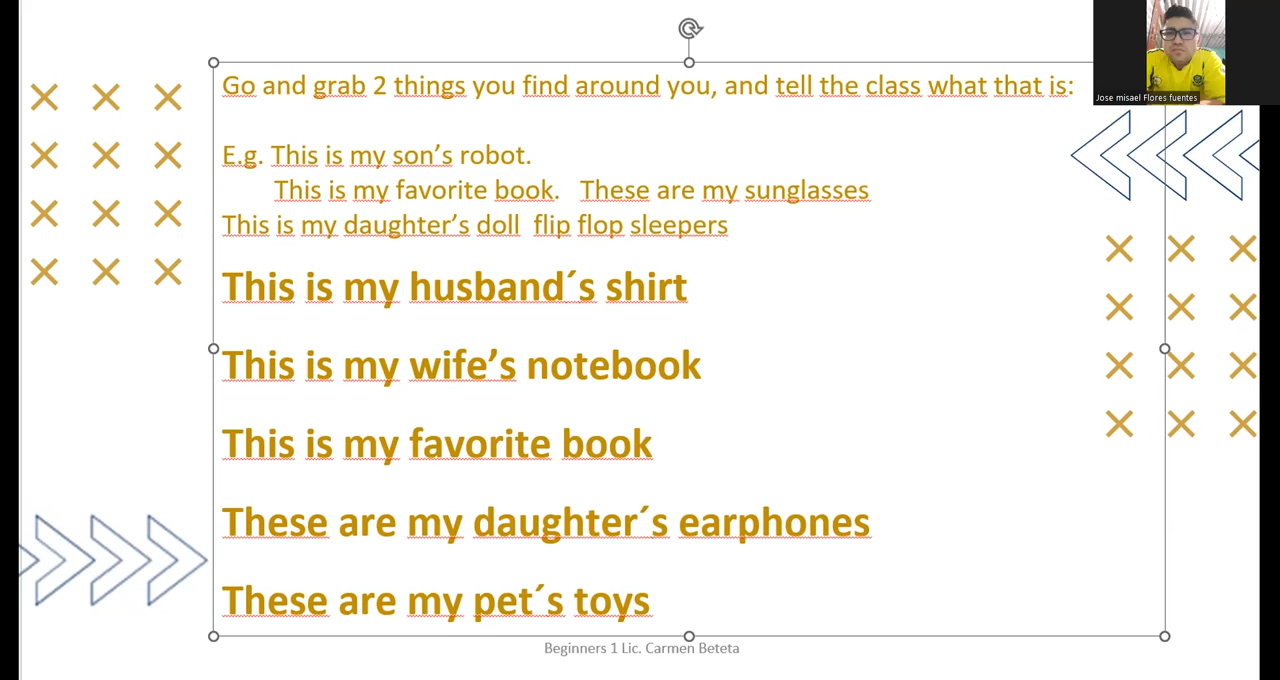 Go and grab 2 things you find around you, and tell the class what that is:
Jose misael Flores fuentes
E.g. This is my son’s robot.
This is my favorite book. These are my sunglasses
This is my daughter’s doll flip flop sleepers
This is my husband´s shirt
This is my wife’s notebook
This is my favorite book
These are my daughter´s earphones
These are my pet´s toys
Beginners 1 Lic. Carmen Beteta